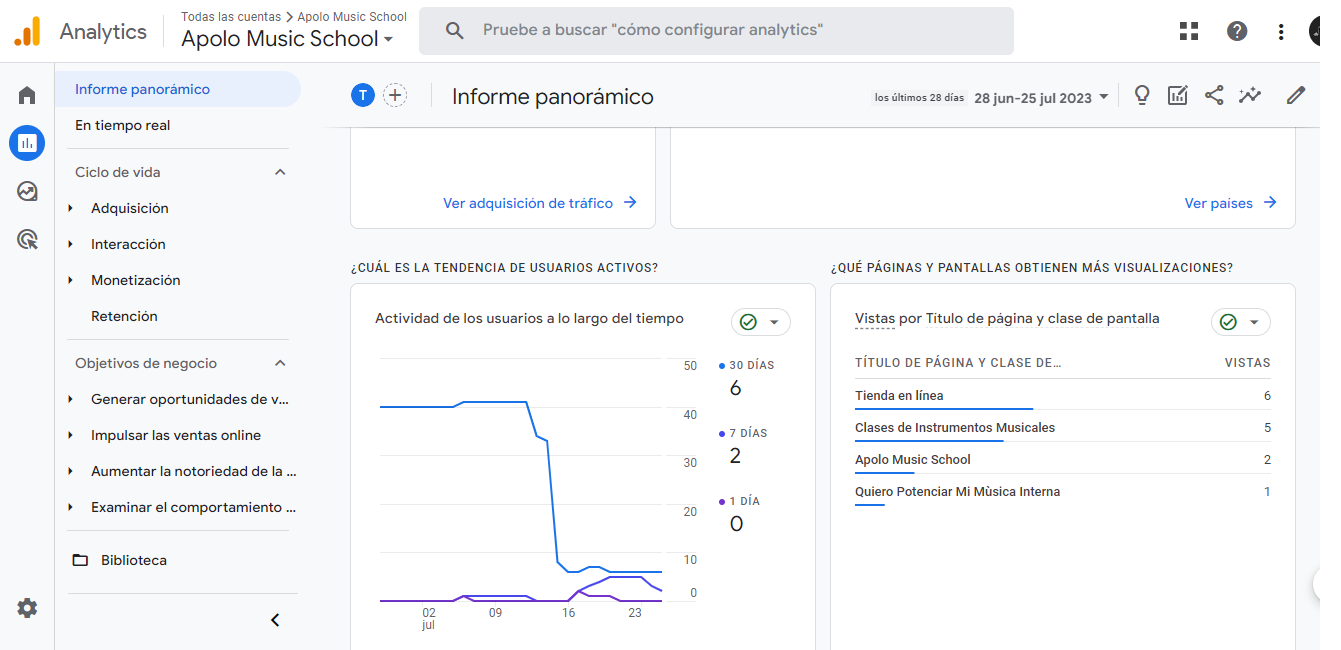 Analytics
Todas las cuentas > Apolo Music School
Apolo Music School
Pruebe a buscar "cómo configurar analytics"
Informe panorámico
En tiempo real
Ciclo de vida
Adquisición
Interacción
Monetización
Retención
Objetivos de negocio
Generar oportunidades de v...
Impulsar las ventas online
Aumentar la notoriedad de la ...
Examinar el comportamiento ...
Biblioteca
T
Informe panorámico
los últimos 28 días 28 jun-25 jul 2023
Ver adquisición de tráfico
Ver países
¿CUÁL ES LA TENDENCIA DE USUARIOS ACTIVOS?
Actividad de los usuarios a lo largo del tiempo
50
40
30
20
10
0
02 09 16 23
jul
30 DÍAS
6
7 DÍAS
2
1 DÍA
0
¿QUÉ PÁGINAS Y PANTALLAS OBTIENEN MÁS VISUALIZACIONES?
Vistas por Título de página y clase de pantalla
TÍTULO DE PÁGINA Y CLASE DE... VISTAS
Tienda en línea 6
Clases de Instrumentos Musicales 5
Apolo Music School 2
Quiero Potenciar Mi Mùsica Interna 1